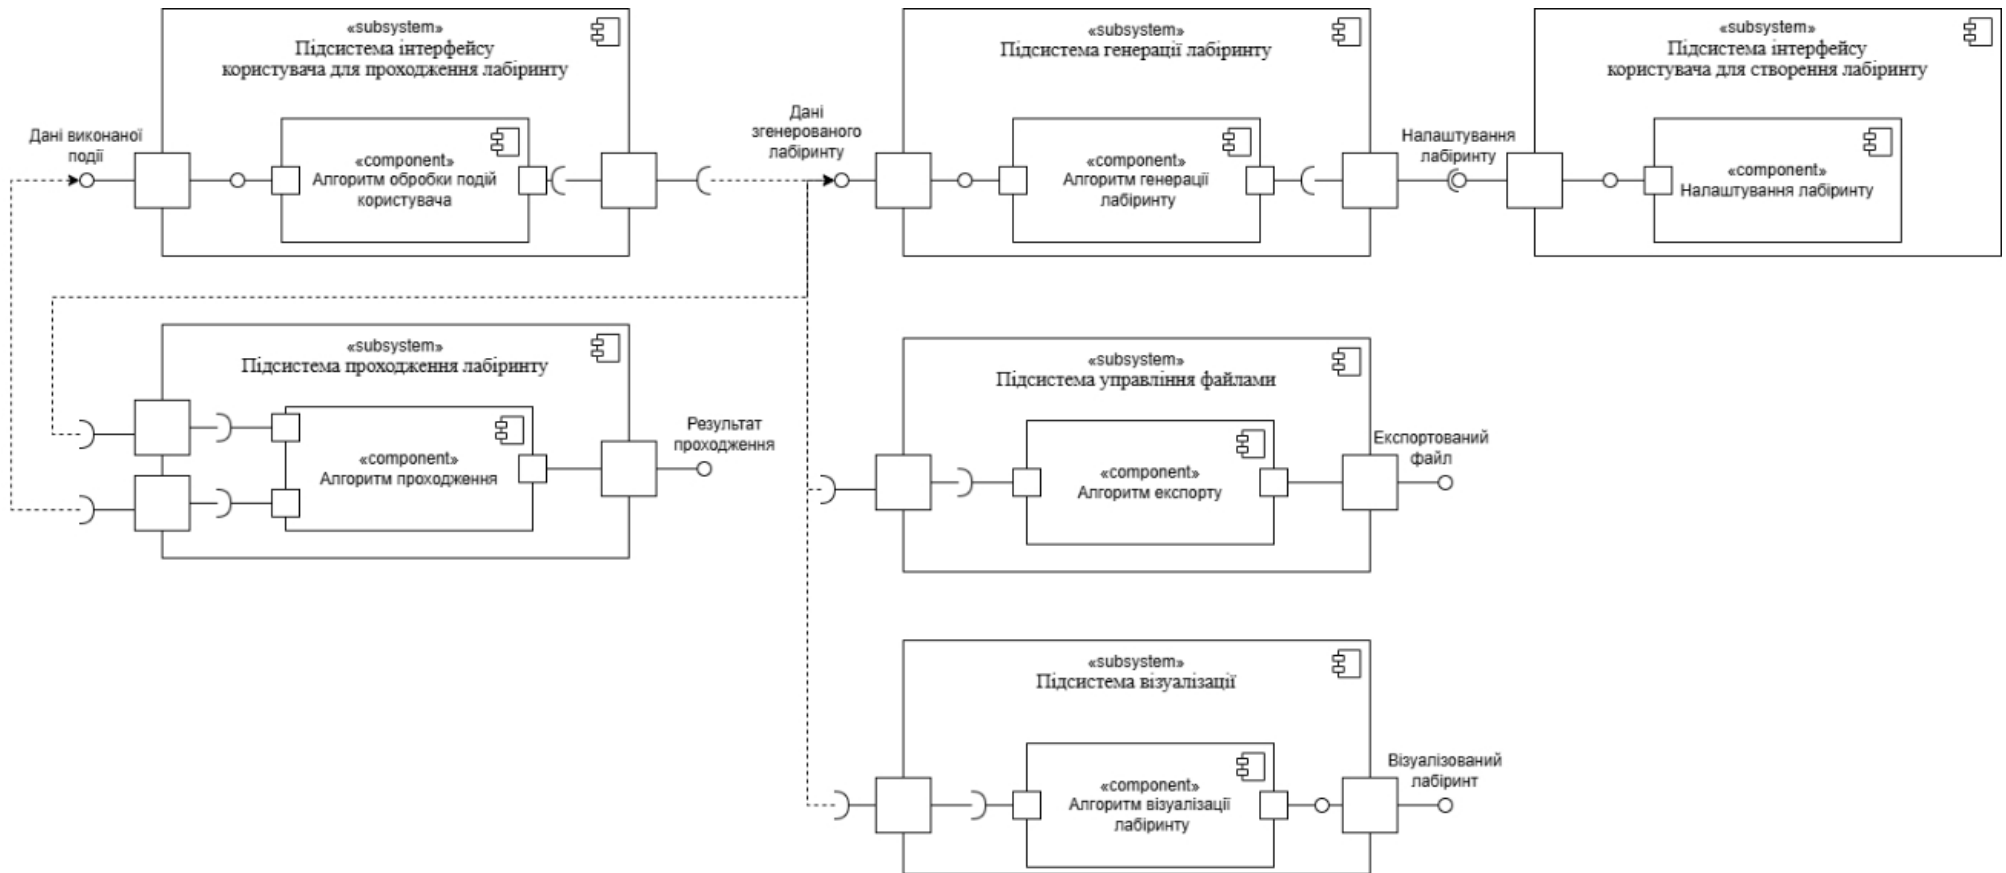 «subsystem»
Підсистема інтерфейсу
користувача для проходження лабіринту
Дані виконаної
події
«component»
Алгоритм обробки подій
користувача
Дані
згенерованого
лабіринту
«subsystem»
Підсистема генерації лабіринту
«component»
Алгоритм генерації
лабіринту
Налаштування
лабіринту
«subsystem»
Підсистема інтерфейсу
користувача для створення лабіринту
«component»
Налаштування лабіринту
«subsystem»
Підсистема проходження лабіринту
«component»
Алгоритм проходження
Результат
проходження
«subsystem»
Підсистема управління файлами
«component»
Алгоритм експорту
Експортований
файл
«subsystem»
Підсистема візуалізації
«component»
Алгоритм візуалізації
лабіринту
Візуалізований
лабіринт